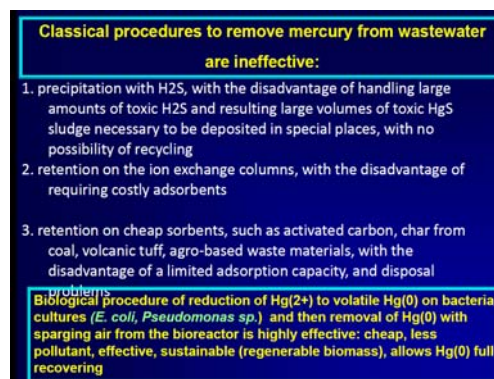 Classical procedures to remove mercury from wastewater
are ineffective:
1. precipitation with H2S, with the disadvantage of handling large
amounts of toxic H2S and resulting large volumes of toxic HgS
sludge necessary to be deposited in special places, with no
possibility of recycling
2. retention on the ion exchange columns, with the disadvantage of
requiring costly adsorbents
3. retention on cheap sorbents, such as activated carbon, char from
coal, volcanic tuff, agro-based waste materials, with the
disadvantage of a limited adsorption capacity, and disposal
problems
Biological procedure of reduction of Hg(2+) to volatile Hg(0) on bacteria
cultures (E. coli, Pseudomonas sp.) and then removal of Hg(0) with
sparging air from the bioreactor is highly effective: cheap, less
pollutant, effective, sustainable (regenerable biomass), allows Hg(0) full
recovering